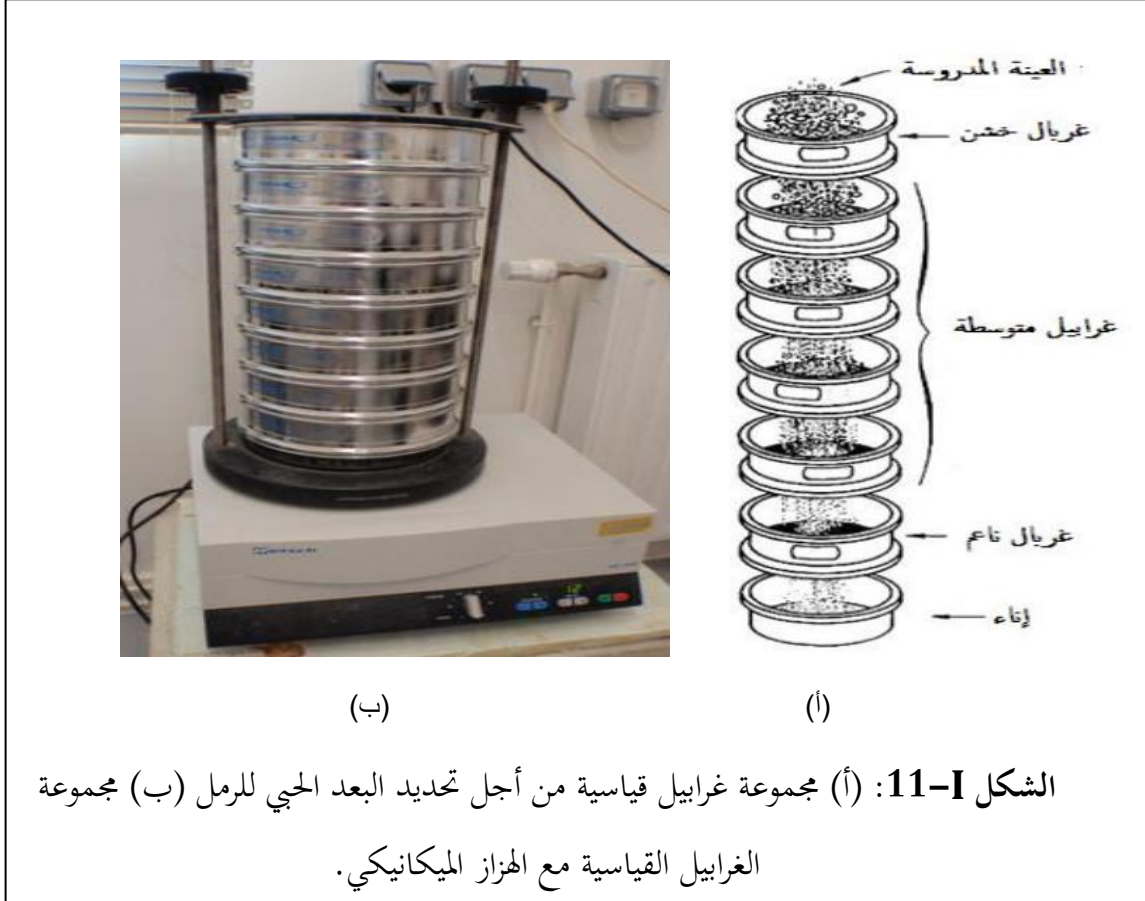 العينة المدروسة
غربال خشن
غرابيل متوسطة
غربال ناعم
إناء
(أ)
(ب)
الشكل I-11: (أ) مجموعة غرابيل قياسية من أجل تحديد البعد الحبي للرمل (ب) مجموعة
الغرابيل القياسية مع الهزاز الميكانيكي.